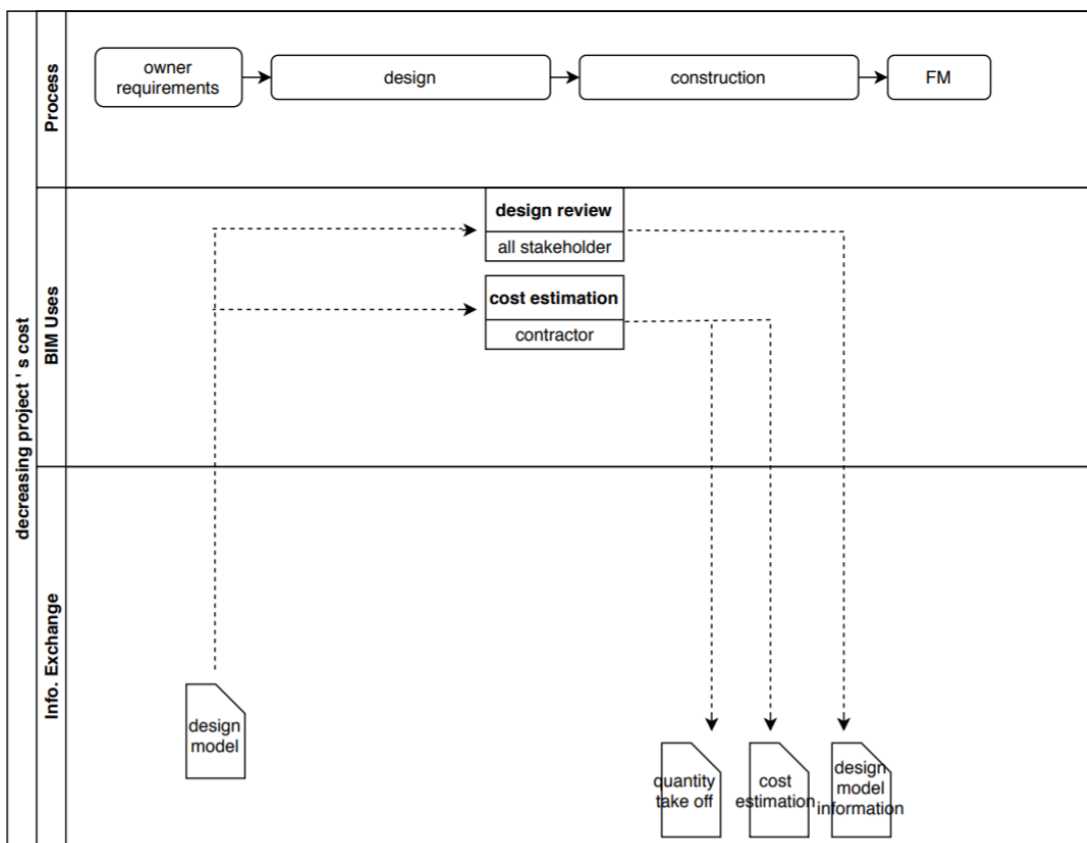 decreasing project ' s cost
Process
owner
requirements
design
construction
FM
BIM Uses
design review
all stakeholder
cost estimation
contractor
Info. Exchange
design
model
quantity
take off
cost
estimation
design
model
information